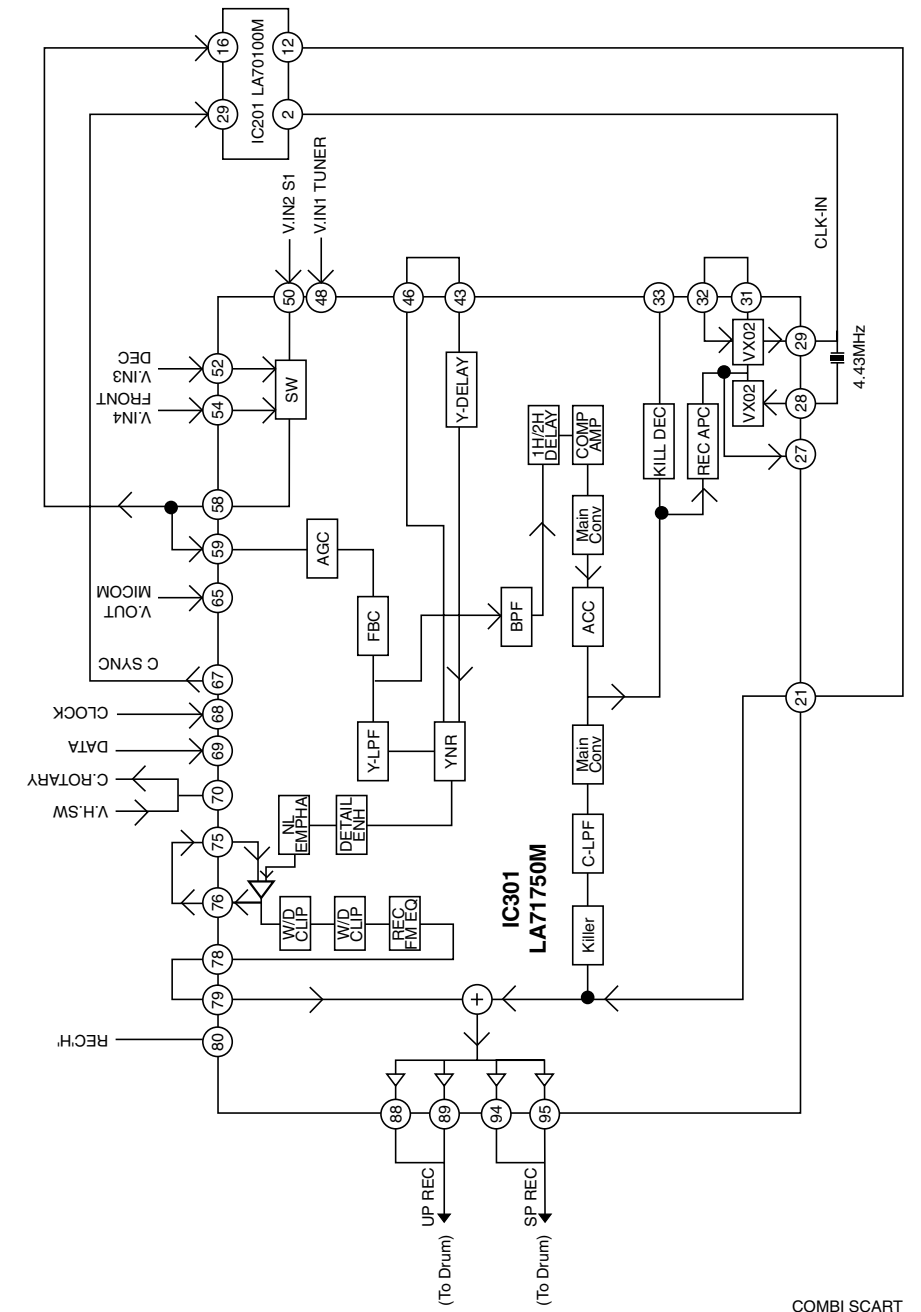 16
12
29
2
IC201 LA70100M
V.IN2 S1
V.IN1 TUNER
50
48
46
43
33
32
31
CLK-IN
V.IN3
DEC
52
V.IN4
FRONT
54
SW
Y-DELAY
1H/2H
DELAY
COMP
AMP
KILL DEC
REC APC
VX02
VX02
29
28
27
4.43MHz
58
59
AGC
Main
Conv
V.OUT
MICOM
65
FBC
BPF
ACC
C SYNC
67
CLOCK
68
DATA
69
Y-LPF
YNR
Main
Conv
21
C.ROTARY
V.H.SW
70
75
NL
EMPHA
DETAIL
ENH
C-LPF
76
W/D
CLIP
W/D
CLIP
REC
FM EQ
IC301
LA71750M
Killer
78
79
+
REC'H'
80
88
89
94
95
UP REC
SP REC
(To Drum)
(To Drum)
COMBI SCART